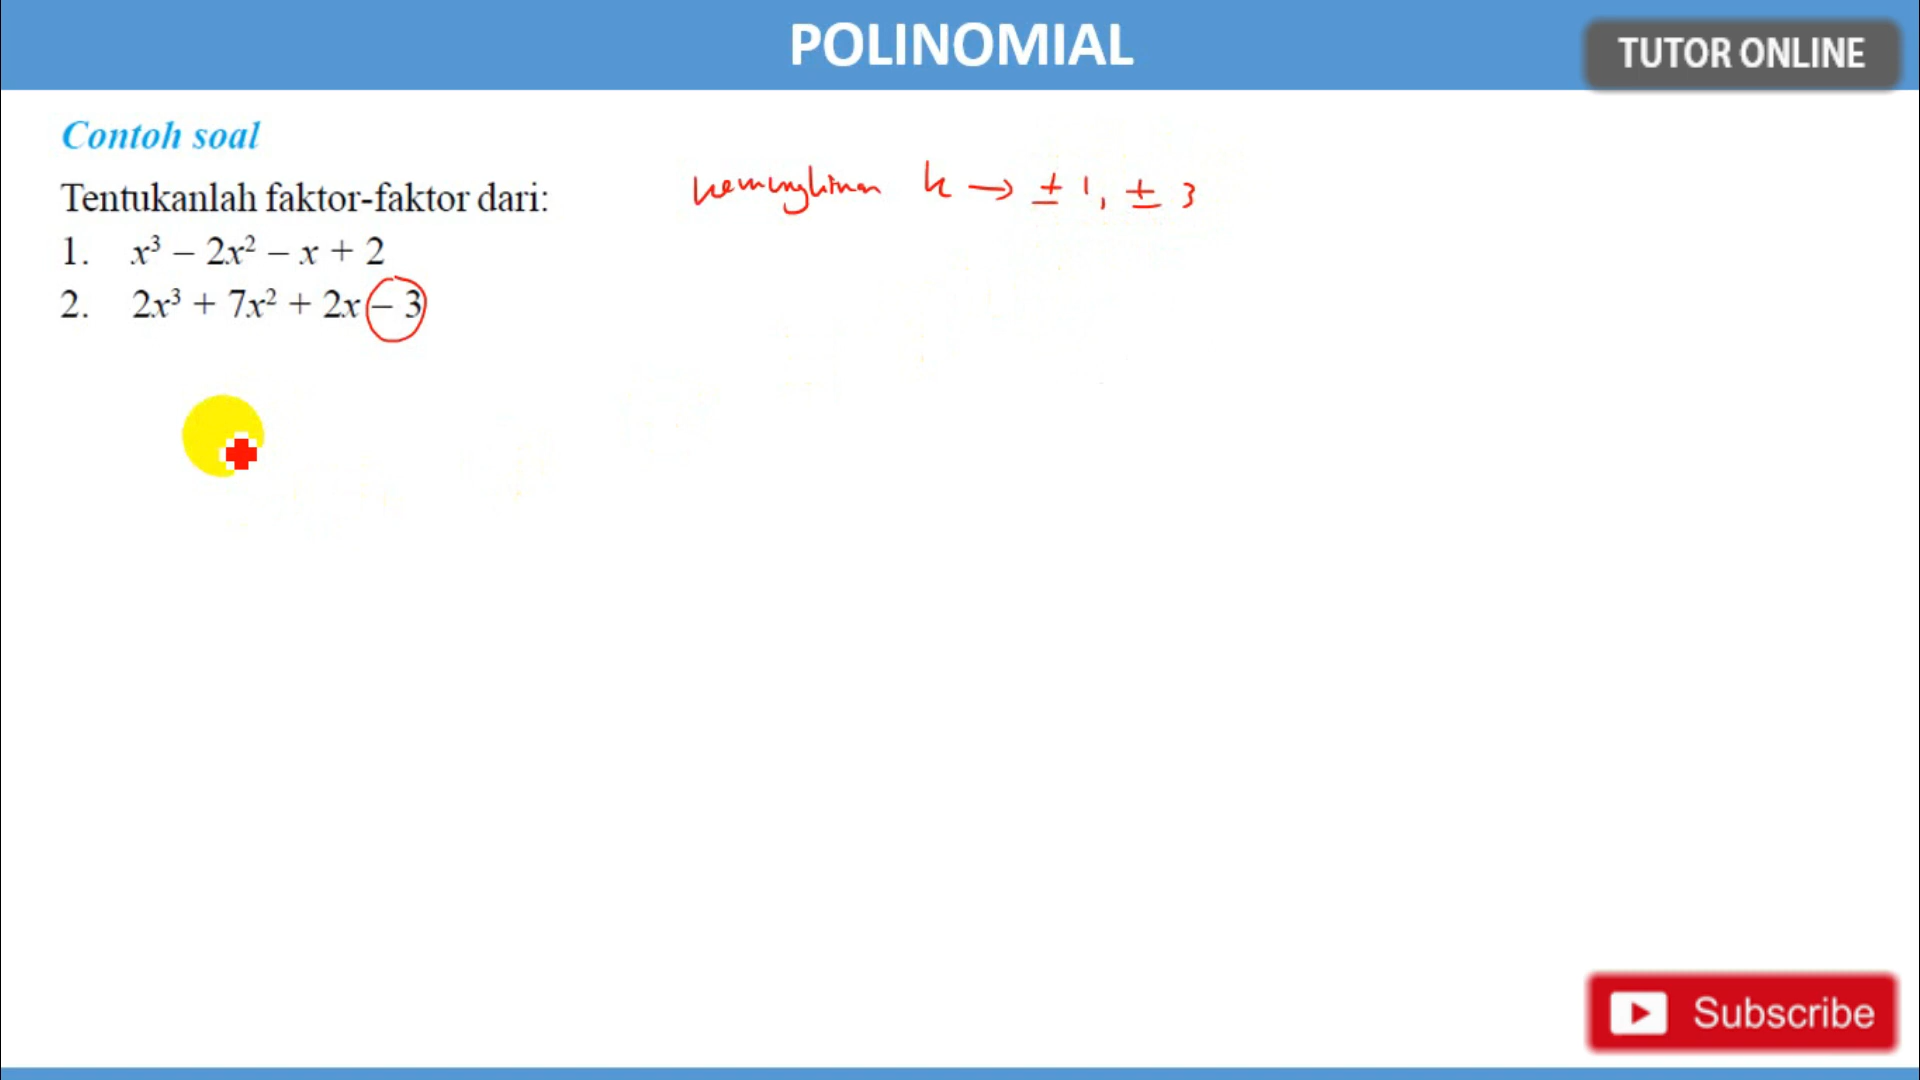 POLINOMIAL
TUTOR ONLINE
Contoh soal
Tentukanlah faktor-faktor dari:
kemungkinan k → ± 1, ± 3
1. x³ – 2x² – x + 2
2. 2x³ + 7x² + 2x – 3
Subscribe